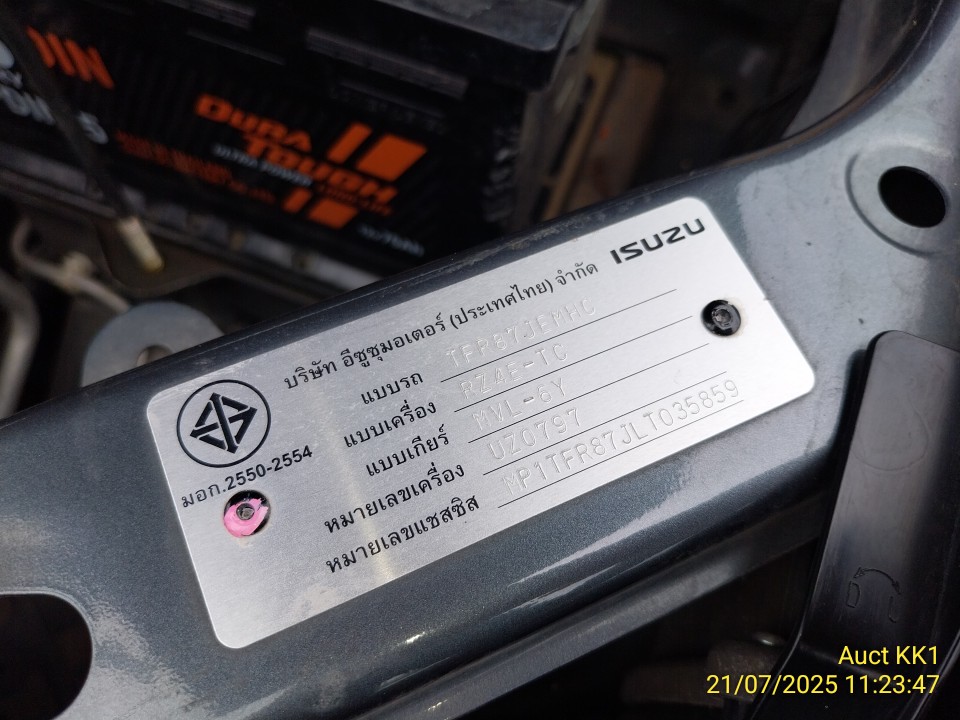 DURA
TOUGH
ISUZU
บริษัท อีซูซุมอเตอร์ (ประเทศไทย) จำกัด
แบบรถ TFR87JEMHC
แบบเครื่อง RZ4E-TC
แบบเกียร์ MVL-6Y
หมายเลขเครื่อง UZ0797
หมายเลขแชสซิส MP1TFR87JLT035859
มอก.2550-2554
Auct KK1
21/07/2025 11:23:47